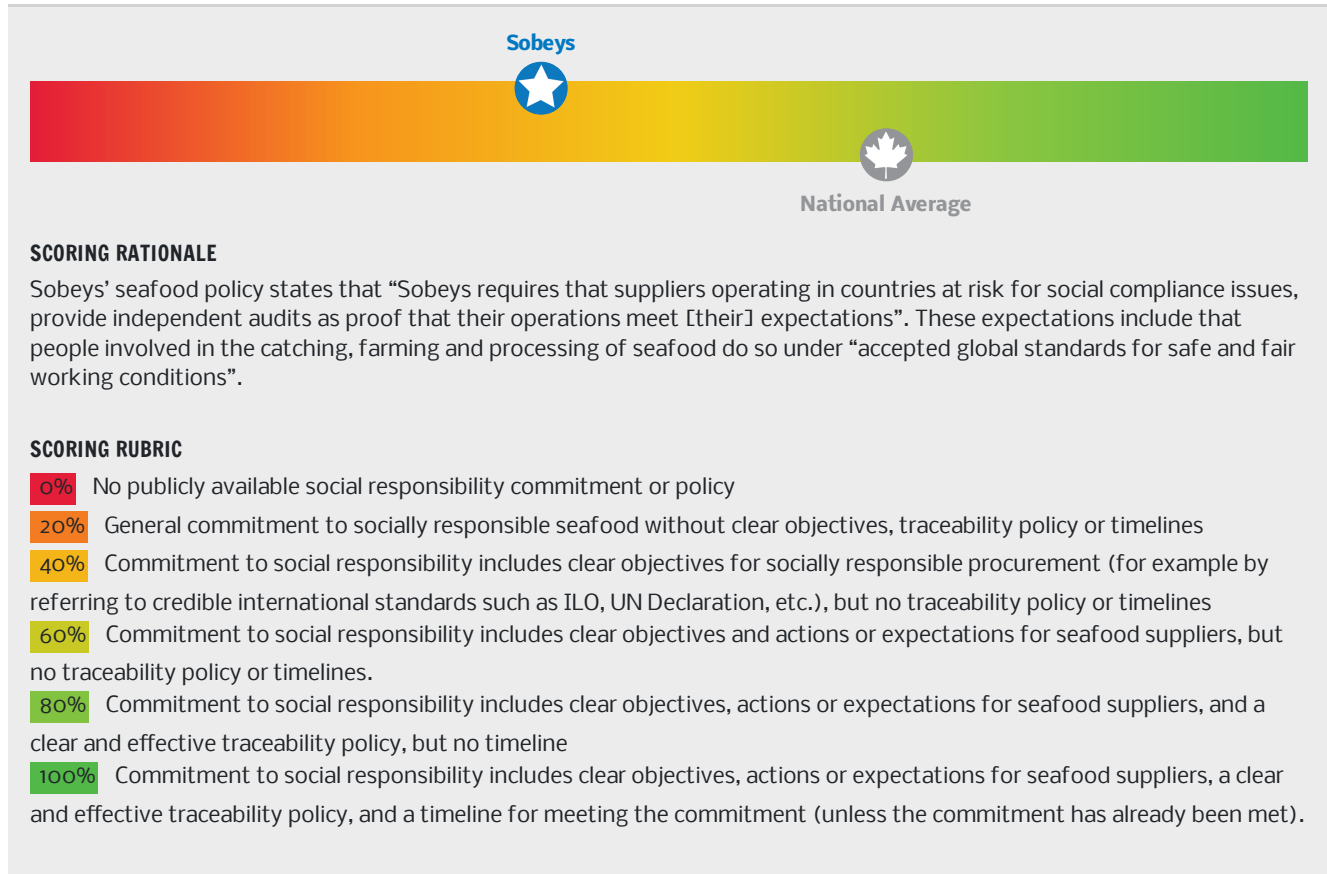 Sobeys
National Average
SCORING RATIONALE
Sobeys’ seafood policy states that “Sobeys requires that suppliers operating in countries at risk for social compliance issues,
provide independent audits as proof that their operations meet [their] expectations”. These expectations include that
people involved in the catching, farming and processing of seafood do so under “accepted global standards for safe and fair
working conditions”.
SCORING RUBRIC
0% No publicly available social responsibility commitment or policy
20% General commitment to socially responsible seafood without clear objectives, traceability policy or timelines
40% Commitment to social responsibility includes clear objectives for socially responsible procurement (for example by
referring to credible international standards such as ILO, UN Declaration, etc.), but no traceability policy or timelines
60% Commitment to social responsibility includes clear objectives and actions or expectations for seafood suppliers, but
no traceability policy or timelines.
80% Commitment to social responsibility includes clear objectives, actions or expectations for seafood suppliers, and a
clear and effective traceability policy, but no timeline
100% Commitment to social responsibility includes clear objectives, actions or expectations for seafood suppliers, a clear
and effective traceability policy, and a timeline for meeting the commitment (unless the commitment has already been met).